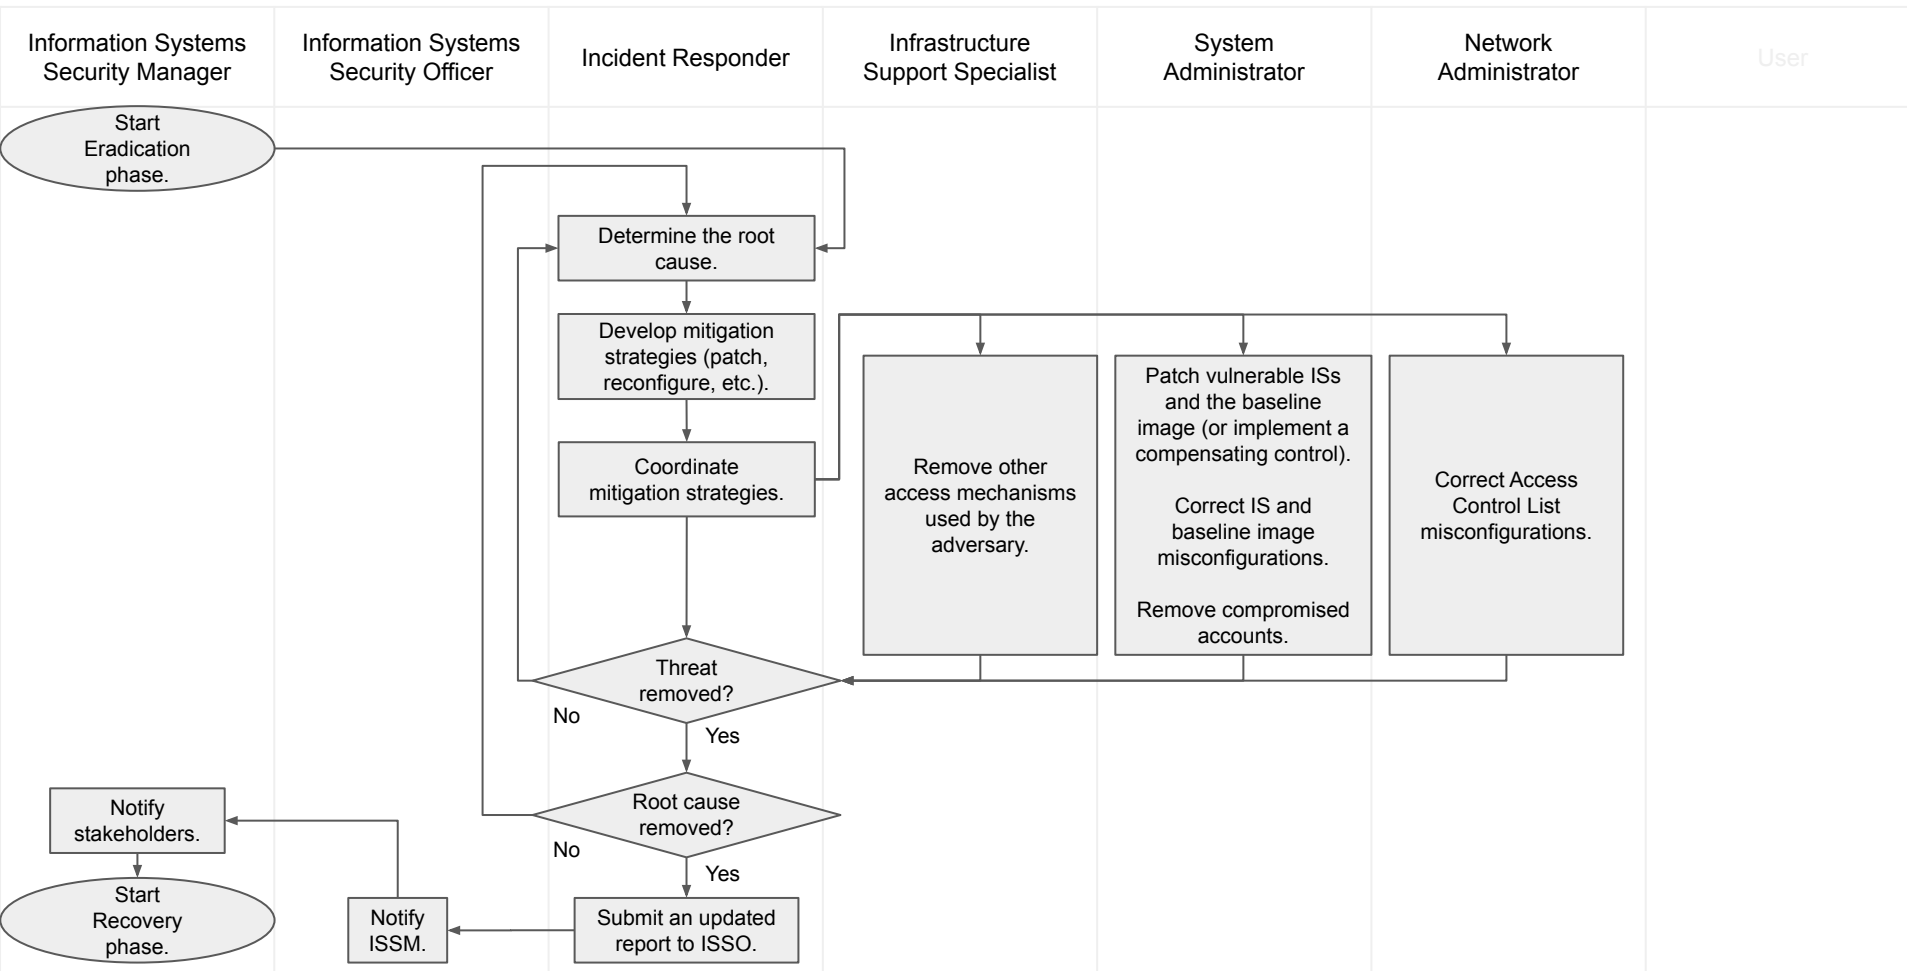 Information Systems
Security Manager
Information Systems
Security Officer
Incident Responder
Infrastructure
Support Specialist
System
Administrator
Network
Administrator
User
Start
Eradication
phase.
Determine the root
cause.
Develop mitigation
strategies (patch,
reconfigure, etc.).
Coordinate
mitigation strategies.
Remove other
access mechanisms
used by the
adversary.
Patch vulnerable ISs
and the baseline
image (or implement a
compensating control).
Correct IS and
baseline image
misconfigurations.
Remove compromised
accounts.
Correct Access
Control List
misconfigurations.
Threat
removed?
No
Yes
Root cause
removed?
No
Yes
Submit an updated
report to ISSO.
Notify
ISSM.
Notify
stakeholders.
Start
Recovery
phase.